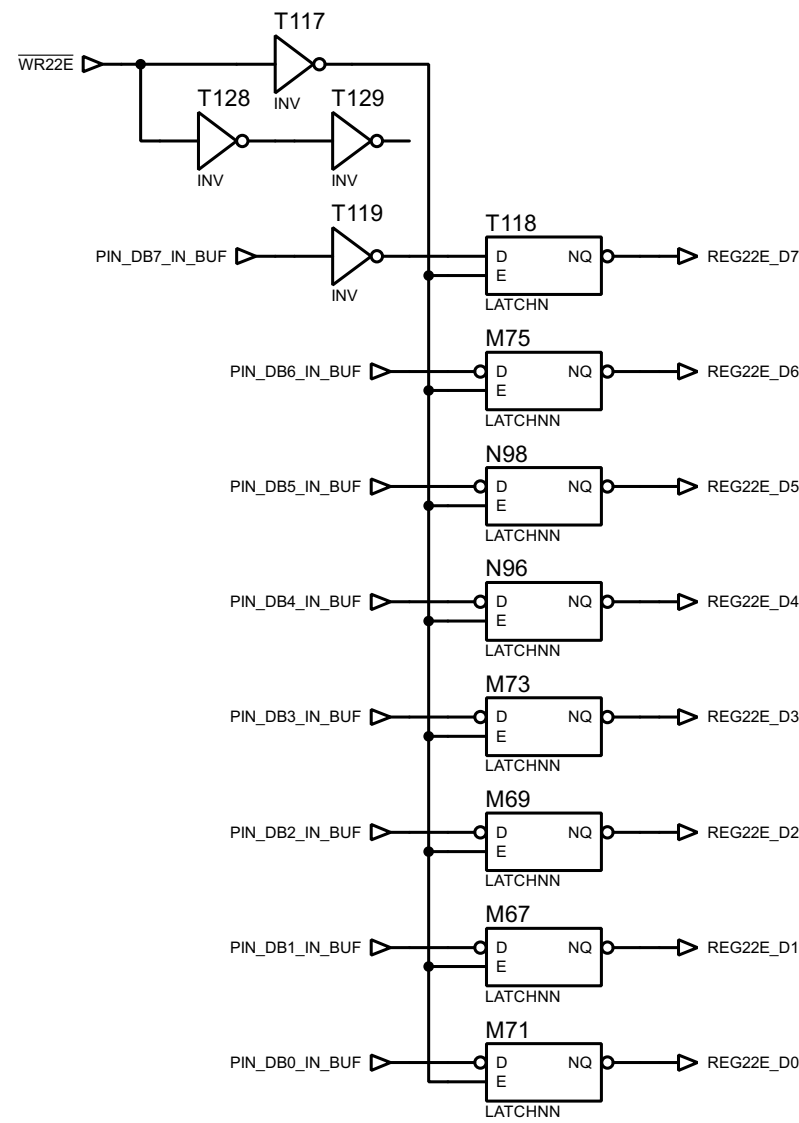 T117
WR22E
INV
T128
T129
INV
INV
T119
PIN_DB7_IN_BUF
INV
T118
D
NQ
E
LATCHN
REG22E_D7
M75
PIN_DB6_IN_BUF
D
NQ
E
LATCHNN
REG22E_D6
N98
PIN_DB5_IN_BUF
D
NQ
E
LATCHNN
REG22E_D5
N96
PIN_DB4_IN_BUF
D
NQ
E
LATCHNN
REG22E_D4
M73
PIN_DB3_IN_BUF
D
NQ
E
LATCHNN
REG22E_D3
M69
PIN_DB2_IN_BUF
D
NQ
E
LATCHNN
REG22E_D2
M67
PIN_DB1_IN_BUF
D
NQ
E
LATCHNN
REG22E_D1
M71
PIN_DB0_IN_BUF
D
NQ
E
LATCHNN
REG22E_D0